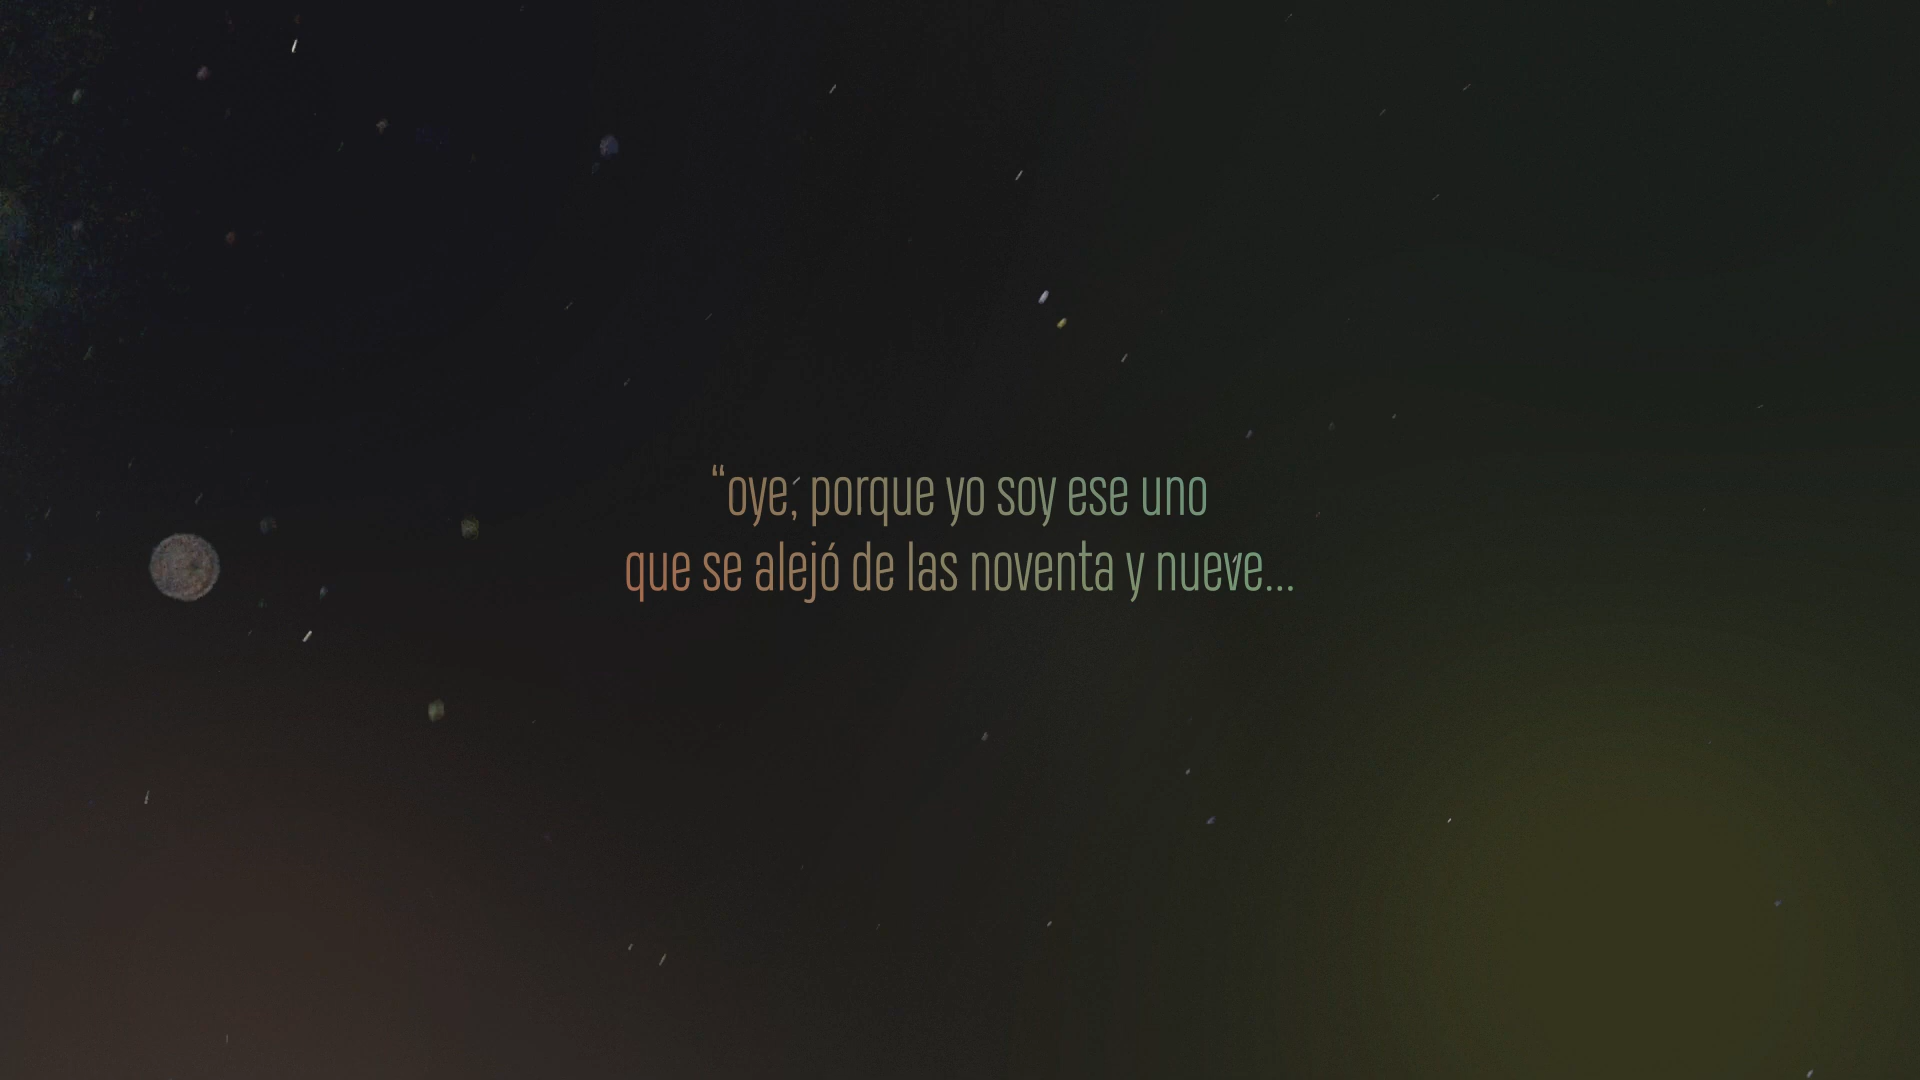 “oye, porque yo soy ese uno
que se alejó de las noventa y nueve...